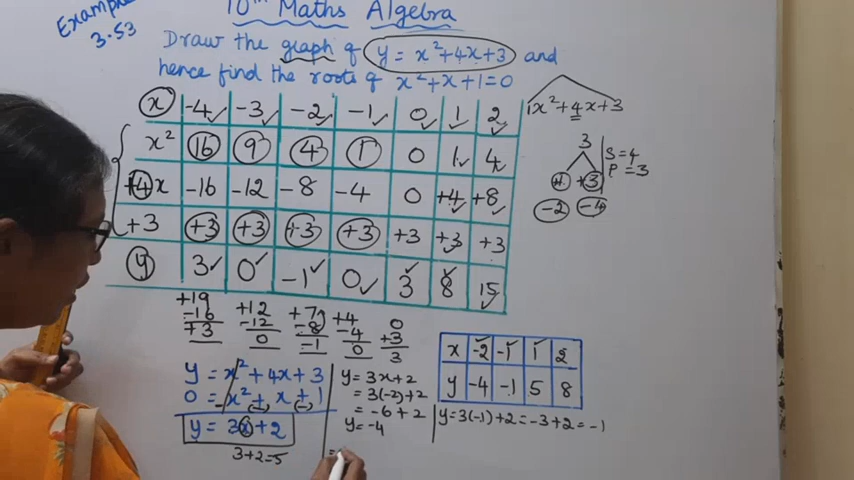 Example 3.53
10th Maths Algebra
Draw the graph of y = x²+4x+3 and
hence find the roots of x²+x+1=0
x -4 -3 -2 -1 0 1 2
x² 16 9 4 1 0 1 4
+4x -16 -12 -8 -4 0 +4 +8
+3 +3 +3 +3 +3 +3 +3 +3
y 3 0 -1 0 3 8 15
1x²+4x+3
3
+1 +3
-2 -4
S=4
P=3
+19
-16
+3
+12
-12
0
+7
-8
-1
+4
-4
0
0
+3
3
y = x²+4x+3
0 = x²+x+1
- (-) (-)
y = 3x+2
3+2=5
y=3x+2
=3(-2)+2
=-6+2
y=-4
=
x -2 -1 1 2
y -4 -1 5 8
y=3(-1)+2=-3+2=-1